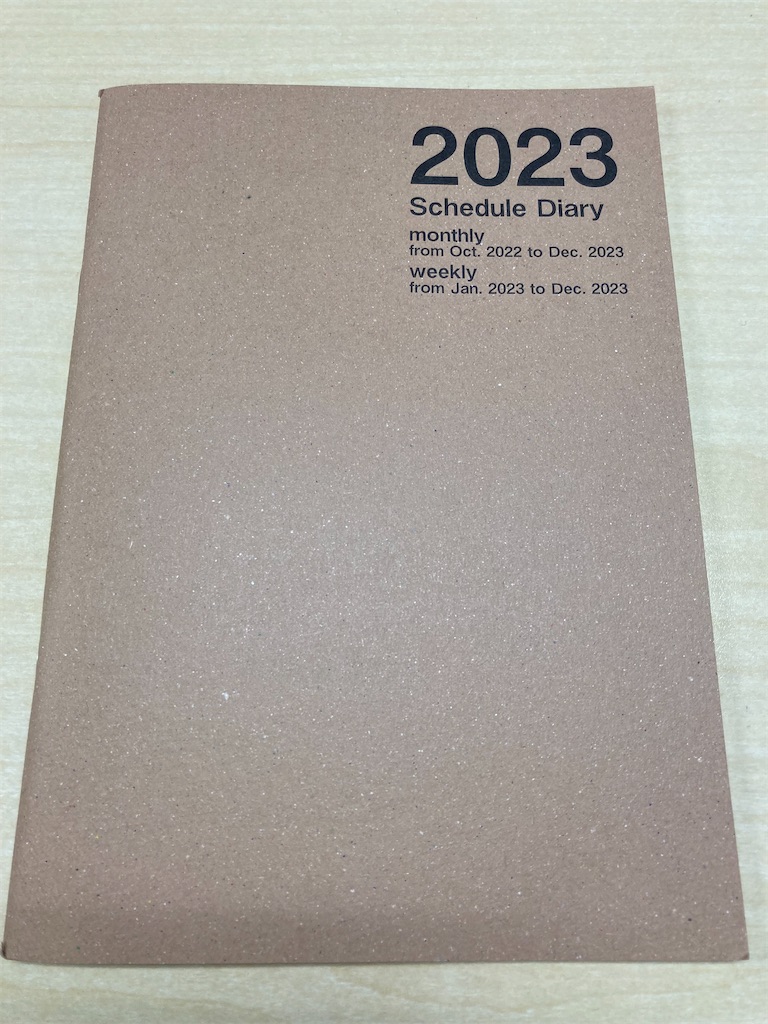 2023
Schedule Diary
monthly
from Oct. 2022 to Dec. 2023
weekly
from Jan. 2023 to Dec. 2023